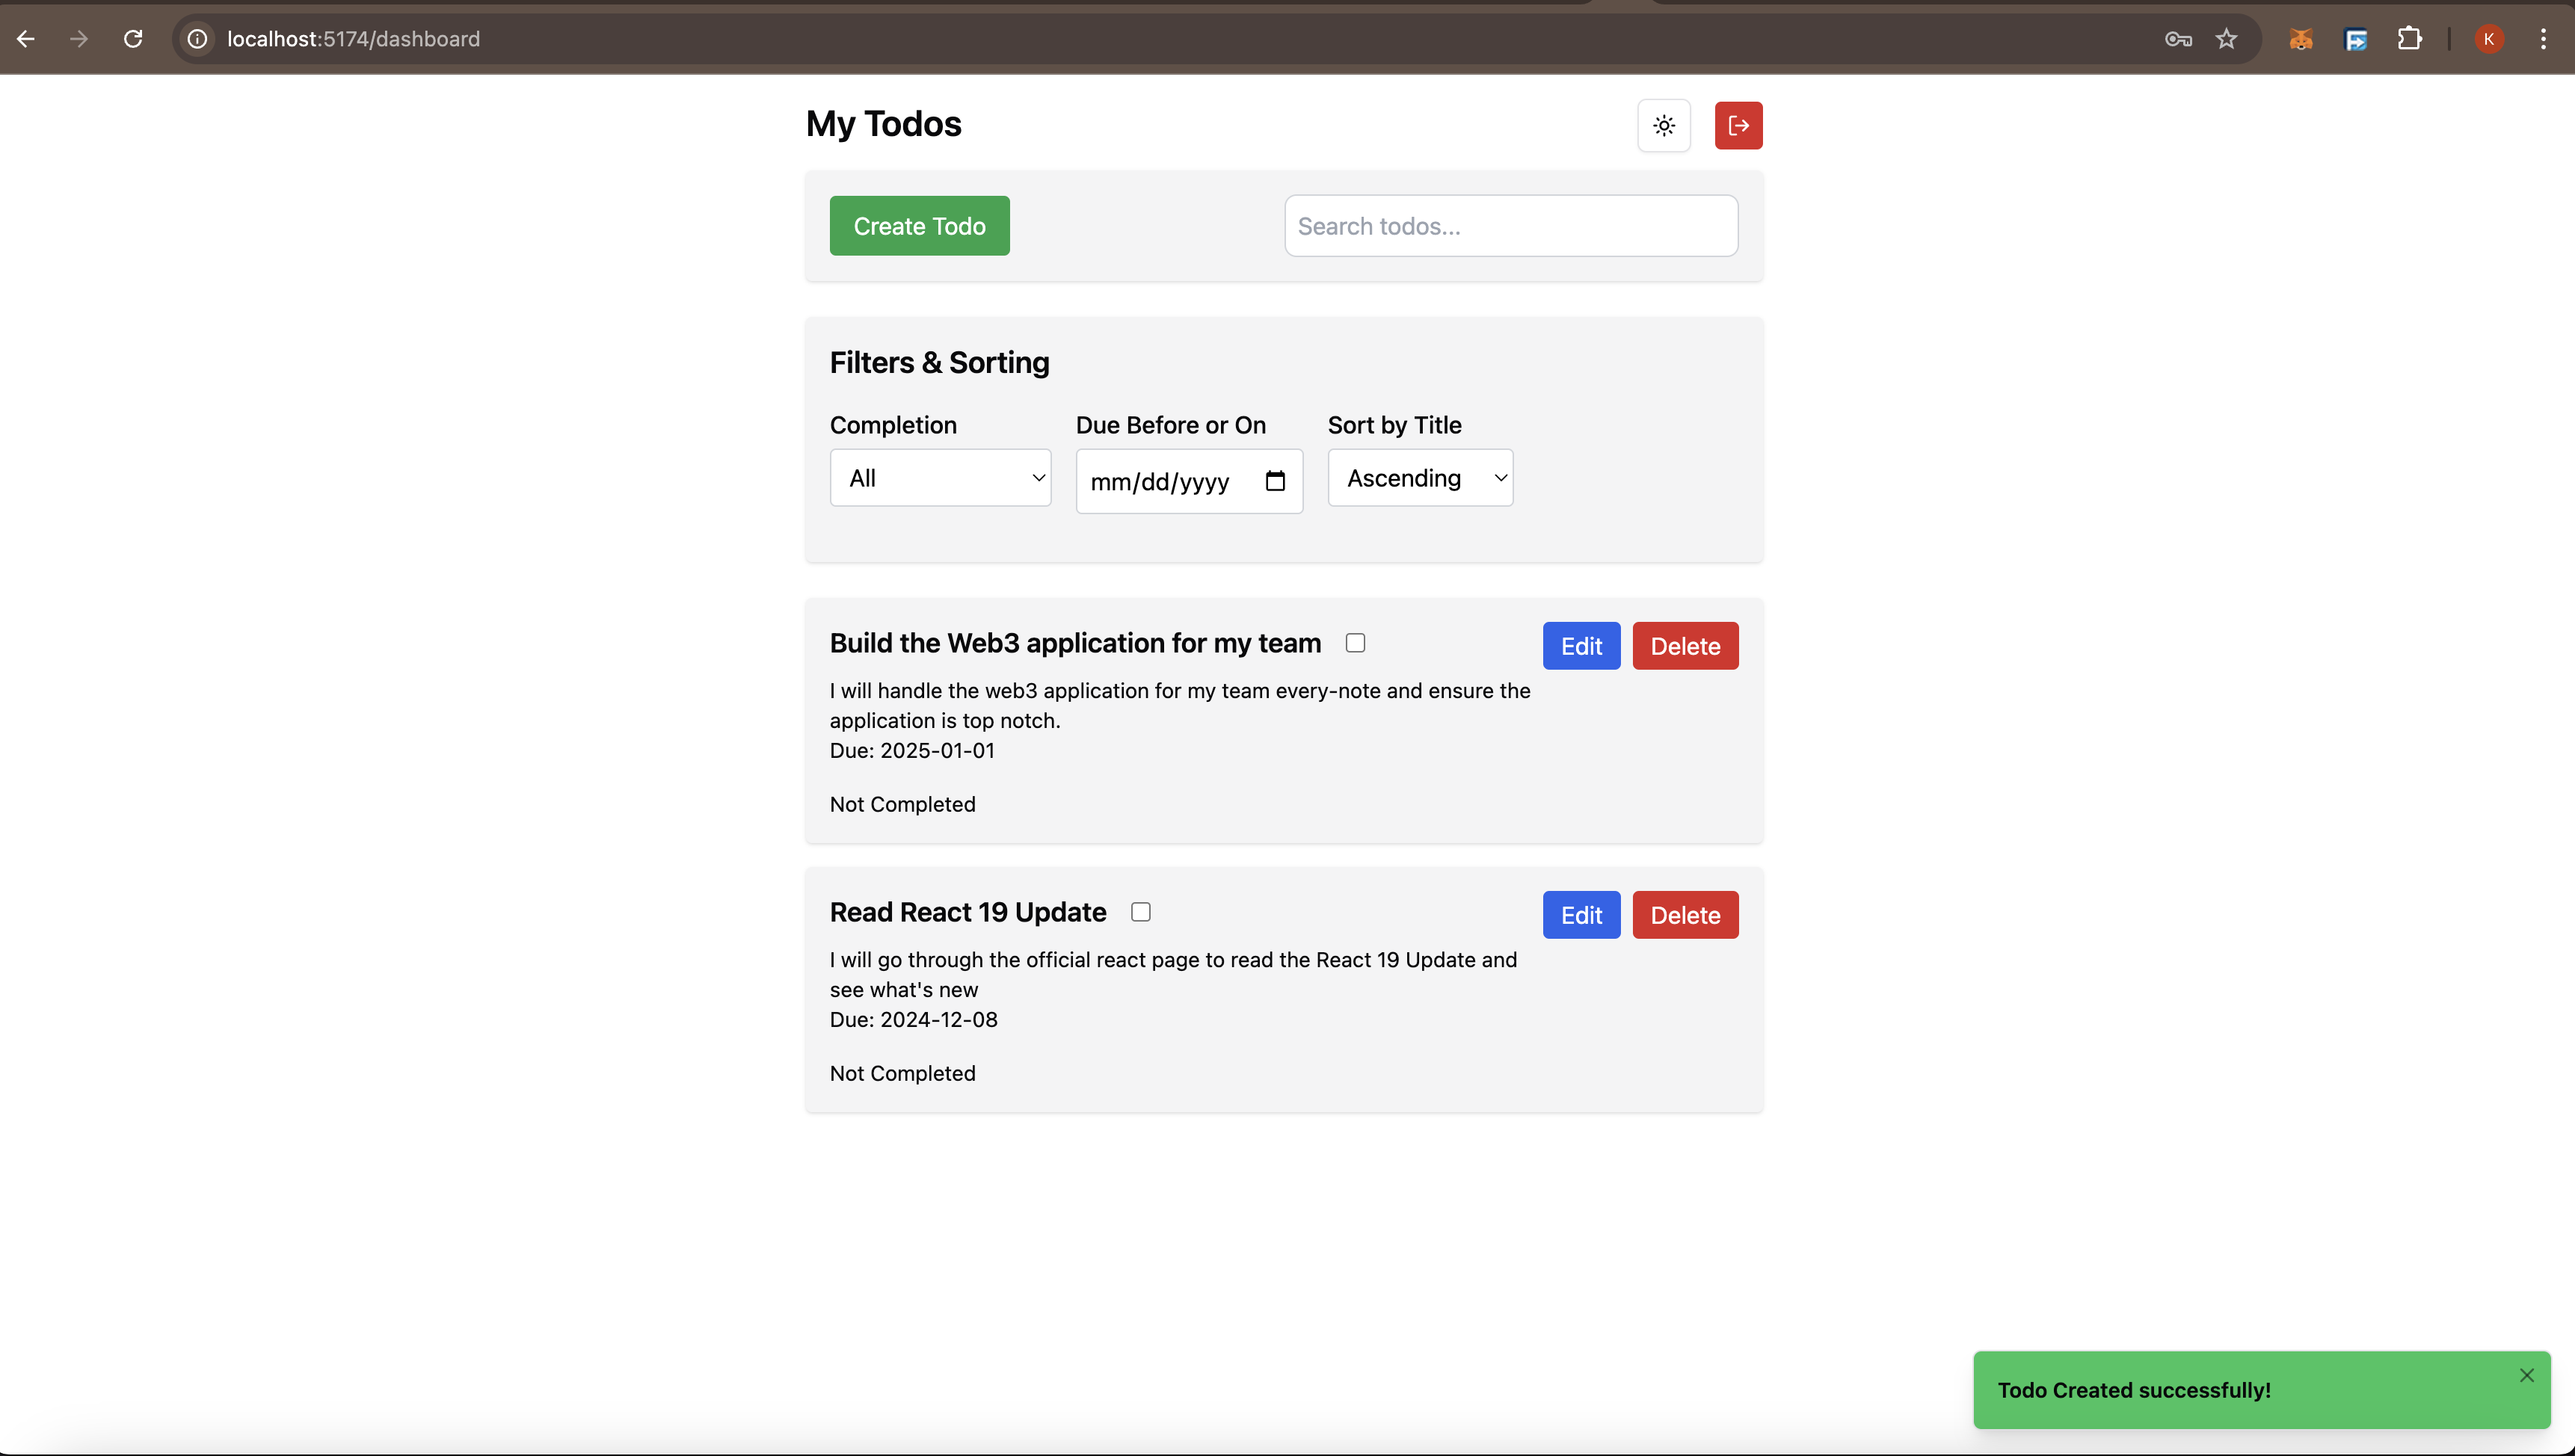 localhost:5174/dashboard
K
My Todos
Create Todo
Search todos...
Filters & Sorting
Completion
Due Before or On
Sort by Title
All
mm/dd/yyyy
Ascending
Build the Web3 application for my team
Edit
Delete
I will handle the web3 application for my team every-note and ensure the
application is top notch.
Due: 2025-01-01
Not Completed
Read React 19 Update
Edit
Delete
I will go through the official react page to read the React 19 Update and
see what's new
Due: 2024-12-08
Not Completed
Todo Created successfully!